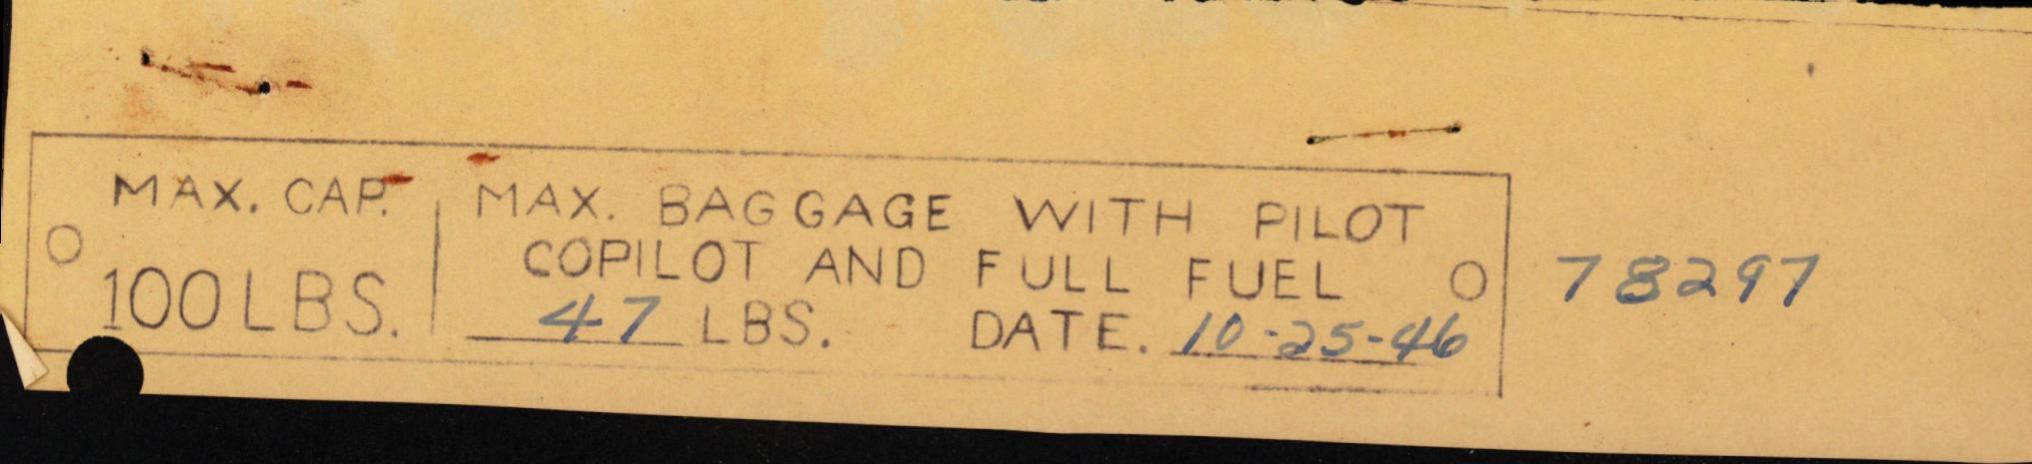 MAX. CAP.
100 LBS.
MAX. BAGGAGE WITH PILOT
COPILOT AND FULL FUEL
47 LBS. DATE. 10-25-46
78297